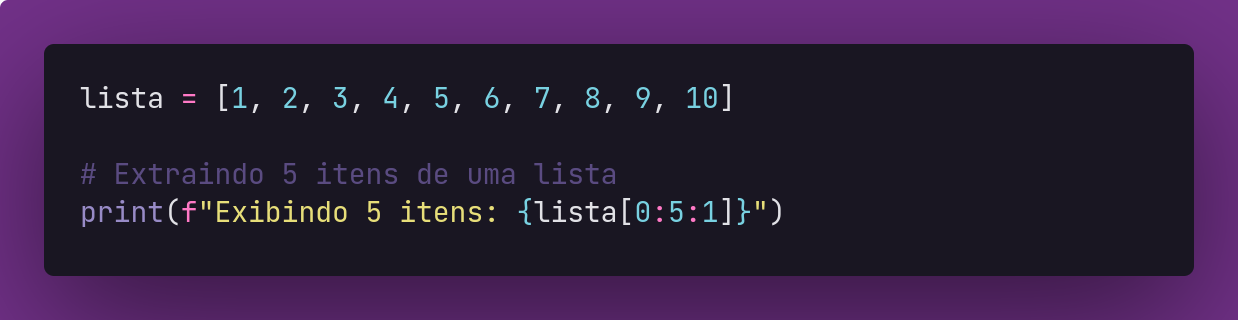 lista = [1, 2, 3, 4, 5, 6, 7, 8, 9, 10]
# Extraindo 5 itens de uma lista
print(f"Exibindo 5 itens: {lista[0:5:1]}")